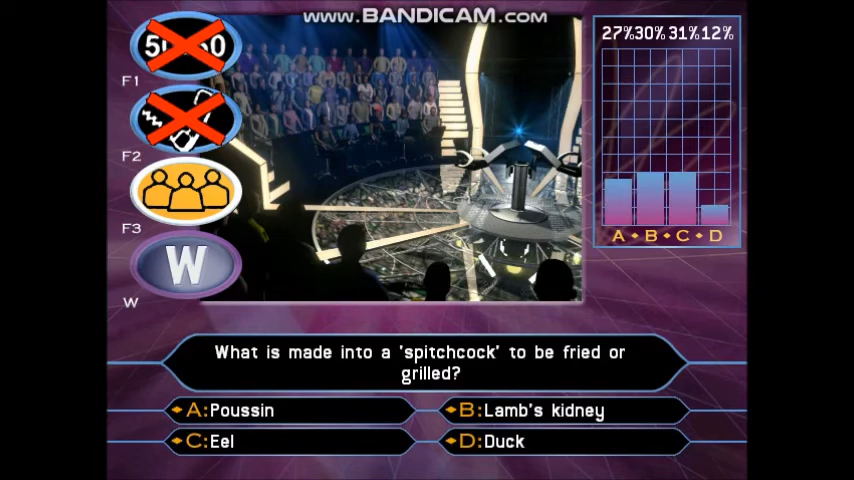 WWW.BANDICAM.COM
27%30% 31%12%
F1
F2
F3
W
W
A B C D
What is made into a 'spitchcock' to be fried or
grilled?
A:Poussin
B:Lamb's kidney
C:Eel
D:Duck